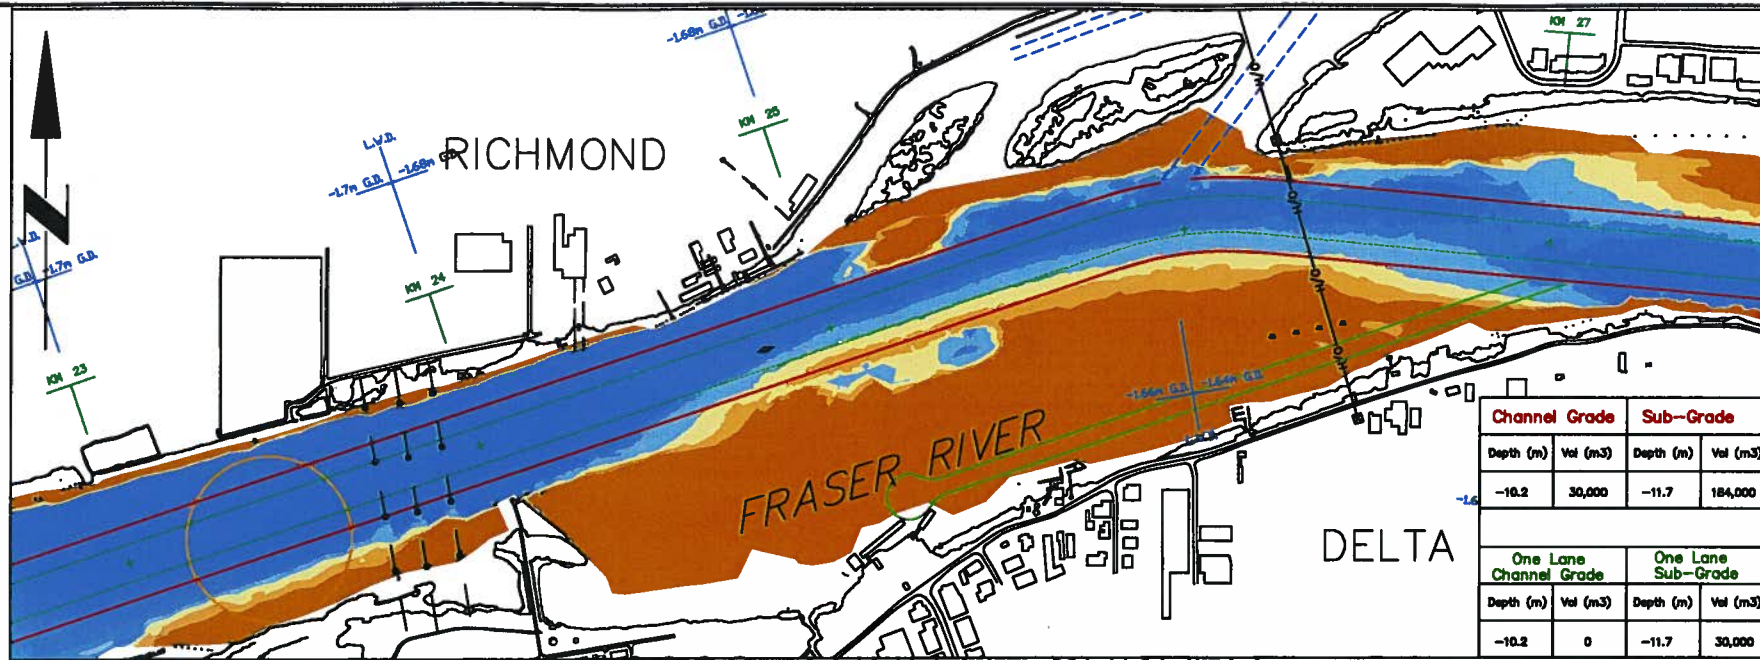 -1.68m G.D.
KM 27
O/H
KM 25
L.W.D.
RICHMOND
-1.7m G.D. -1.68m
N
O/H
G.D. -1.7m G.D.
O/H
KM 24
O/H
KM 23
-1.66m G.D. -1.64m G.D.
FRASER RIVER
DELTA
Channel Grade Sub-Grade
Depth (m) Vol (m3) Depth (m) Vol (m3)
-10.2 30,000 -11.7 184,000
One Lane Channel Grade One Lane Sub-Grade
Depth (m) Vol (m3) Depth (m) Vol (m3)
-10.2 0 -11.7 30,000